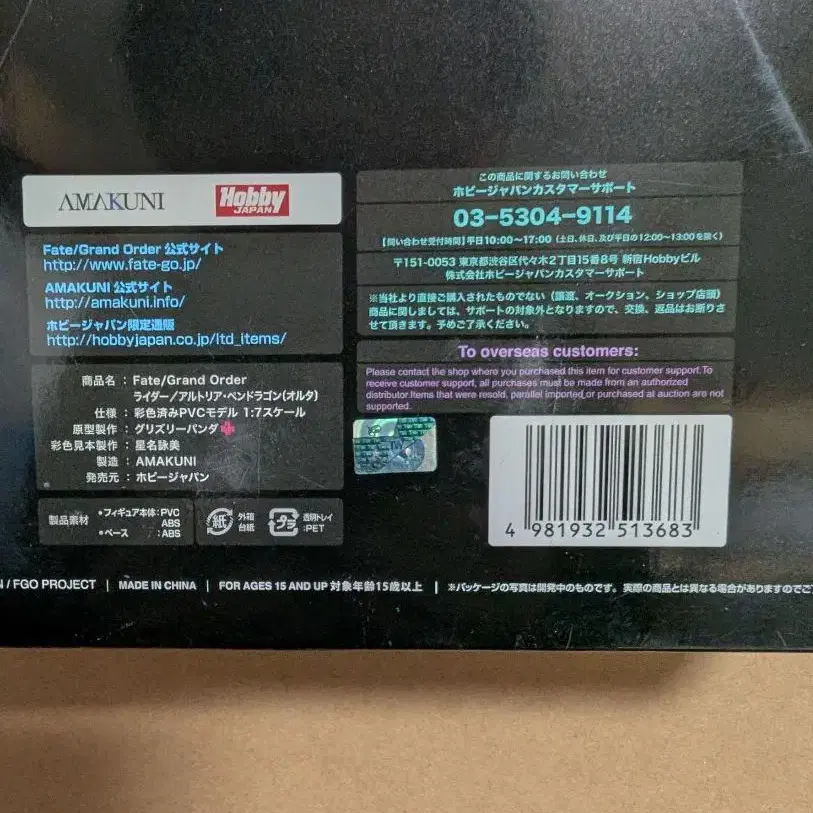 AMAKUNI
Hobby
JAPAN
Fate/Grand Order 公式サイト
http://www.fate-go.jp/
AMAKUNI 公式サイト
http://amakuni.info/
ホビージャパン限定通販
http://hobbyjapan.co.jp/ltd_items/
商品名：Fate/Grand Order
ライダー／アルトリア・ペンドラゴン〔オルタ〕
仕様：彩色済みPVCモデル 1:7スケール
原型製作：グリズリーパンダ
彩色見本製作：星名詠美
製造：AMAKUNI
発売元：ホビージャパン
製品素材
•フィギュア本体:PVC
ABS
•ベース :ABS
紙
外箱
台紙
プラ
透明トレイ
:PET
この商品に関するお問い合わせ
ホビージャパンカスタマーサポート
03-5304-9114
【問い合わせ受付時間】平日10:00〜17:00（土日、休日、及び平日の12:00〜13:00を除く）
〒151-0053 東京都渋谷区代々木2丁目15番8号 新宿Hobbyビル
株式会社ホビージャパンカスタマーサポート
※当社より直接ご購入されたものでない（譲渡、オークション、ショップ店頭）
商品に関しましては、サポートの対象外となりますので、交換、返品はお断りさ
せて頂きます。予めご了承ください。
To overseas customers:
Please contact the shop where you purchased this item for customer support.To
receive customer support, all purchases must be made from an authorized
distributor.Items that were resold, parallel imported,or purchased at auction are not
supported.
4 981932 513683
/ FGO PROJECT | MADE IN CHINA | FOR AGES 15 AND UP 対象年齢15歳以上 | ※パッケージの写真は開発中のものです。実際の商品とは異なる場合がありますのでご